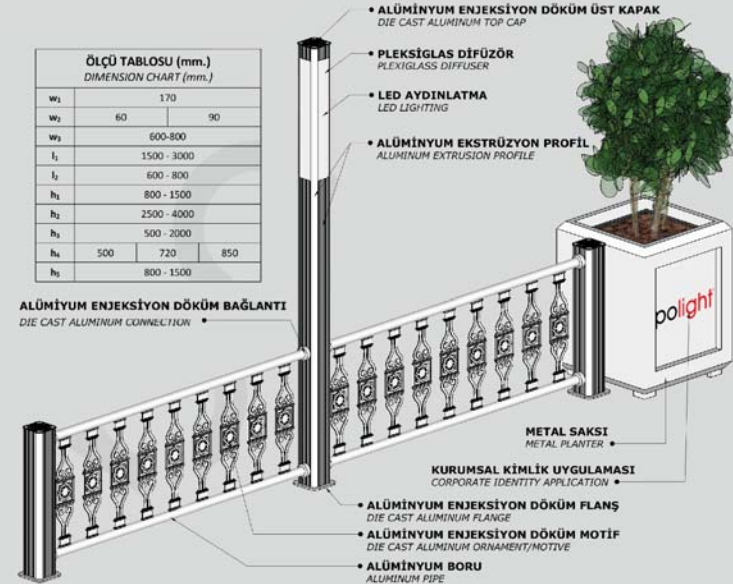 ALÜMİNYUM ENJEKSİYON DÖKÜM ÜST KAPAK
DIE CAST ALUMINUM TOP CAP
PLEKSİGLAS DİFÜZÖR
PLEXIGLASS DIFFUSER
LED AYDINLATMA
LED LIGHTING
ALÜMİNYUM EKSTRÜZYON PROFİL
ALUMINUM EXTRUSION PROFILE
ÖLÇÜ TABLOSU (mm.)
DIMENSION CHART (mm.)
w₁ 170
w₂ 60 90
w₃ 600-800
l₁ 1500 - 3000
l₂ 600 - 800
h₁ 800 - 1500
h₂ 2500 - 4000
h₃ 500 - 2000
h₄ 500 720 850
h₅ 800 - 1500
ALÜMİYUM ENJEKSİYON DÖKÜM BAĞLANTI
DIE CAST ALUMINUM CONNECTION
polight
METAL SAKSI
METAL PLANTER
KURUMSAL KİMLİK UYGULAMASI
CORPORATE IDENTITY APPLICATION
ALÜMİNYUM ENJEKSİYON DÖKÜM FLANŞ
DIE CAST ALUMINUM FLANGE
ALÜMİNYUM ENJEKSİYON DÖKÜM MOTİF
DIE CAST ALUMINUM ORNAMENT/MOTIVE
ALÜMİNYUM BORU
ALUMINUM PIPE